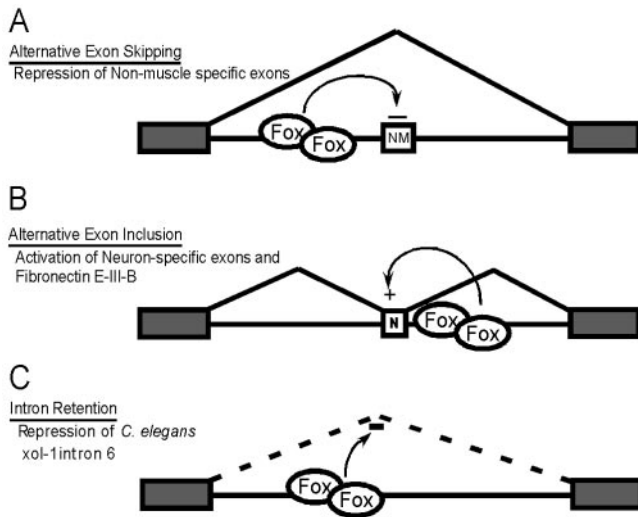 A
Alternative Exon Skipping
Repression of Non-muscle specific exons
Fox
Fox
NM
B
Alternative Exon Inclusion
Activation of Neuron-specific exons and
Fibronectin E-III-B
+
N
Fox
Fox
C
Intron Retention
Repression of C. elegans
xol-1intron 6
Fox
Fox